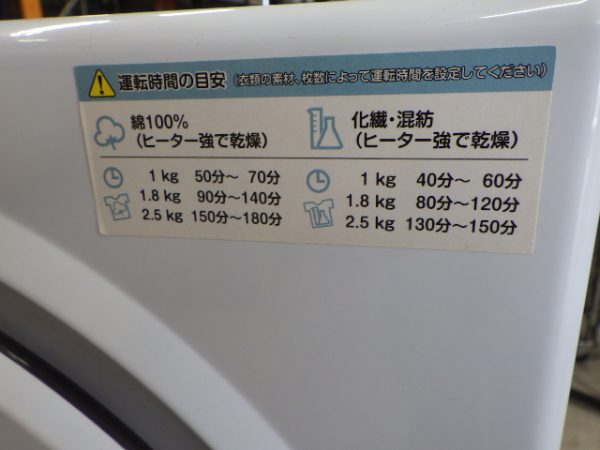 運転時間の目安 (衣類の素材、枚数によって運転時間を設定してください)
綿100%
(ヒーター強で乾燥)
1 kg 50分〜 70分
1.8 kg 90分〜140分
2.5 kg 150分〜180分
化繊・混紡
(ヒーター強で乾燥)
1 kg 40分〜 60分
1.8 kg 80分〜120分
2.5 kg 130分〜150分